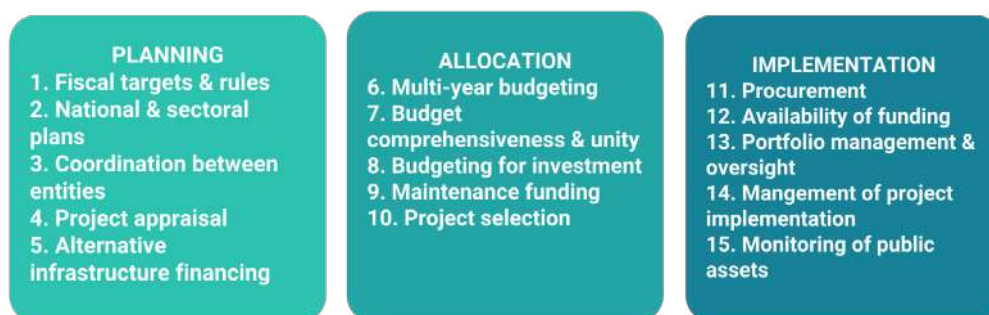 PLANNING
1. Fiscal targets & rules
2. National & sectoral
plans
3. Coordination between
entities
4. Project appraisal
5. Alternative
infrastructure financing
ALLOCATION
6. Multi-year budgeting
7. Budget
comprehensiveness & unity
8. Budgeting for investment
9. Maintenance funding
10. Project selection
IMPLEMENTATION
11. Procurement
12. Availability of funding
13. Portfolio management &
oversight
14. Mangement of project
implementation
15. Monitoring of public
assets